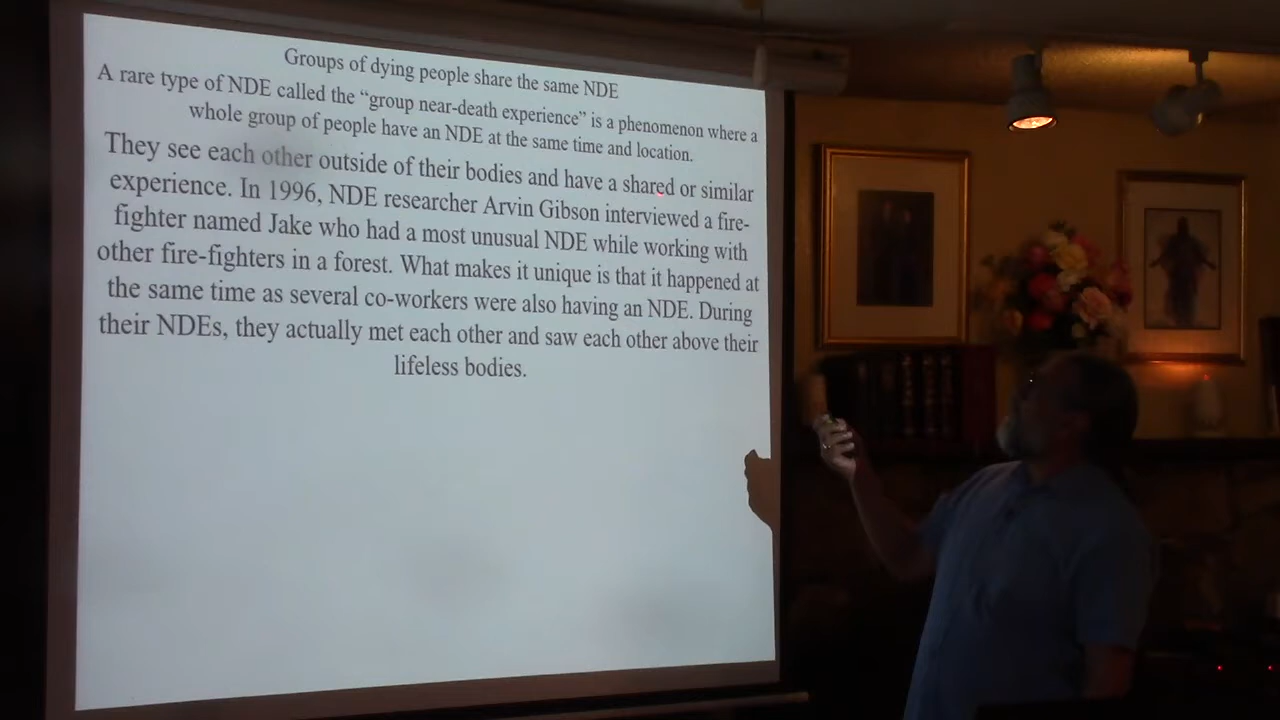 Groups of dying people share the same NDE
A rare type of NDE called the “group near-death experience” is a phenomenon where a
whole group of people have an NDE at the same time and location.
They see each other outside of their bodies and have a shared or similar
experience. In 1996, NDE researcher Arvin Gibson interviewed a fire-
fighter named Jake who had a most unusual NDE while working with
other fire-fighters in a forest. What makes it unique is that it happened at
the same time as several co-workers were also having an NDE. During
their NDEs, they actually met each other and saw each other above their
lifeless bodies.